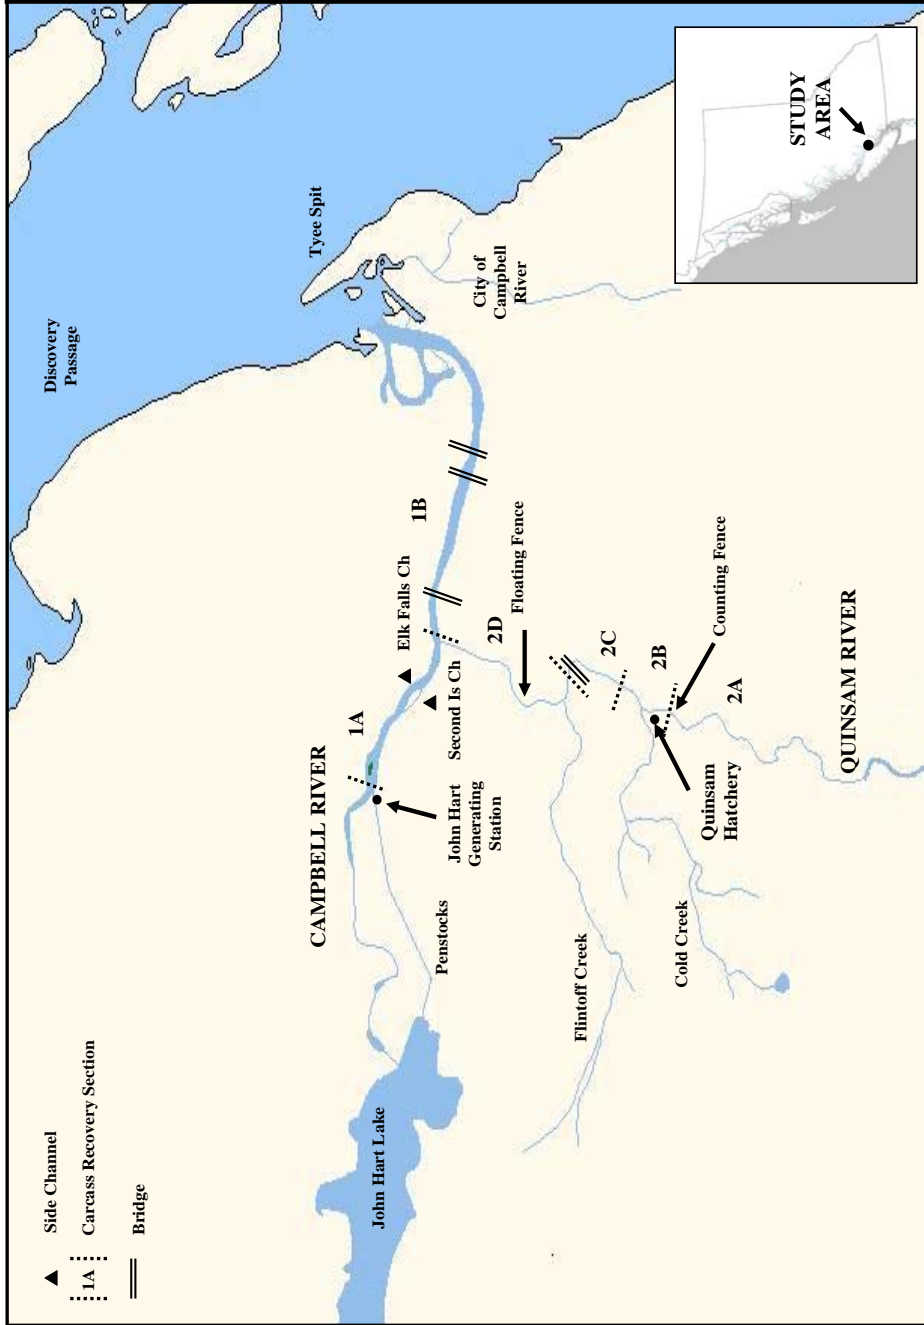 Side Channel
1A
Carcass Recovery Section
Bridge
Discovery
Passage
Tyee Spit
City of
Campbell
River
CAMPBELL RIVER
1A
Elk Falls Ch
1B
Second Is Ch
John Hart
Generating
Station
Penstocks
John Hart Lake
2D
Floating Fence
2C
2B
Counting Fence
2A
Quinsam
Hatchery
QUINSAM RIVER
Flintoff Creek
Cold Creek
STUDY
AREA